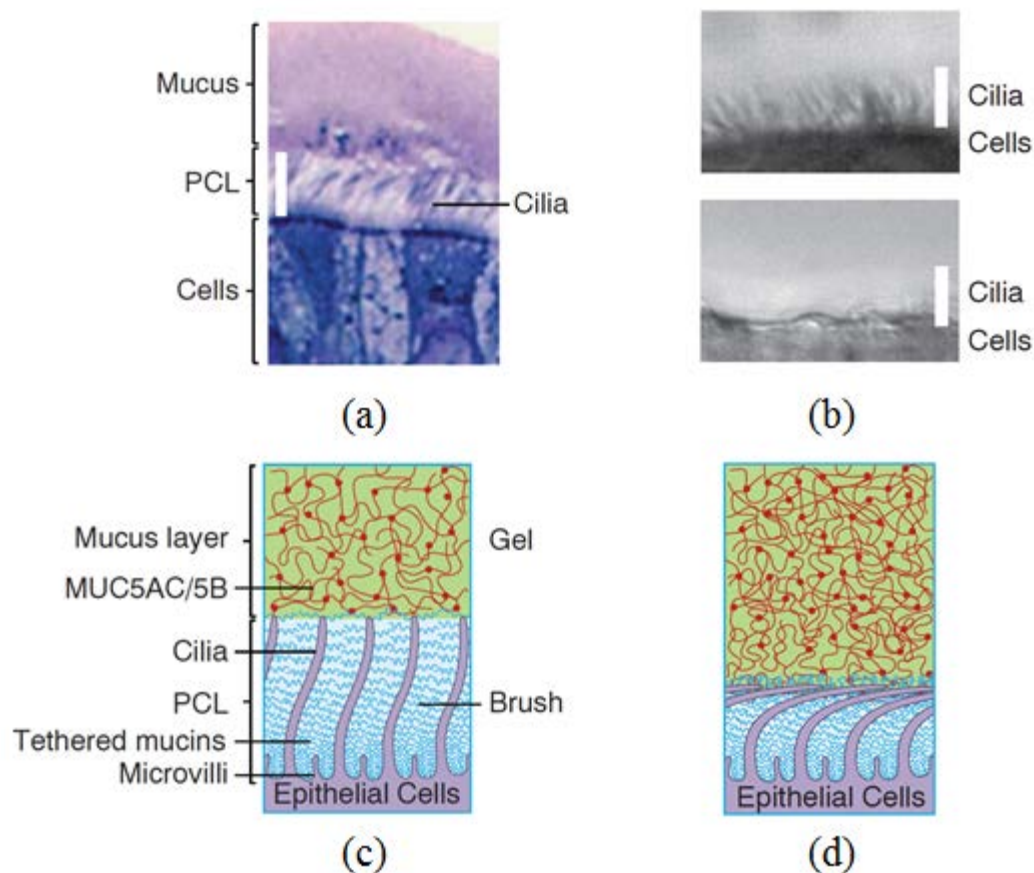 Mucus
PCL
Cilia
Cells
(a)
Cilia
Cells
Cilia
Cells
(b)
Mucus layer
Gel
MUC5AC/5B
Cilia
PCL
Brush
Tethered mucins
Microvilli
Epithelial Cells
(c)
Epithelial Cells
(d)